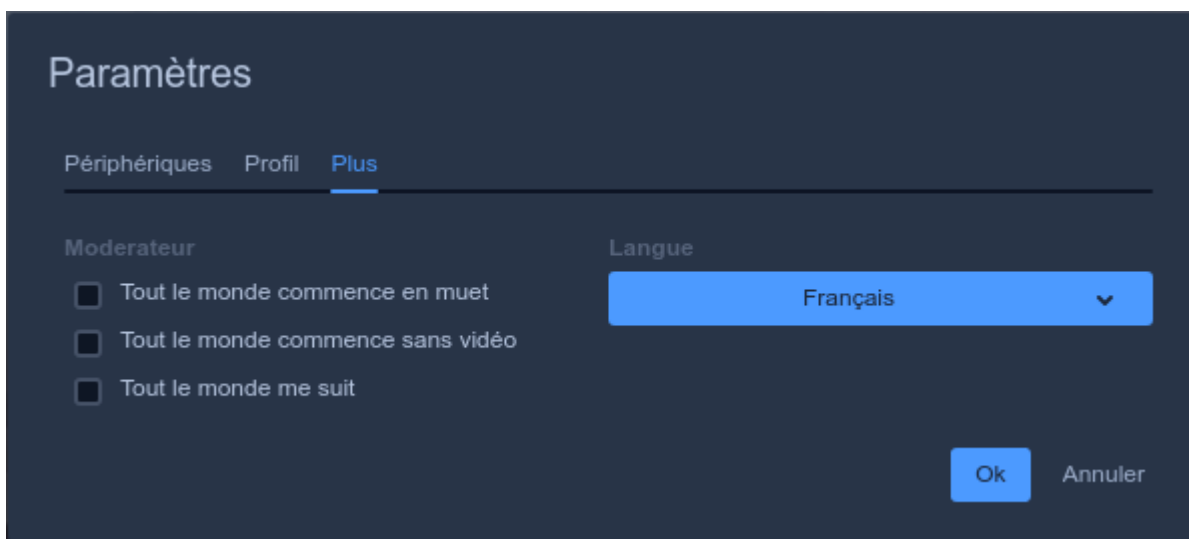 Paramètres
Périphériques Profil Plus
Moderateur
Tout le monde commence en muet
Tout le monde commence sans vidéo
Tout le monde me suit
Langue
Français
Ok Annuler